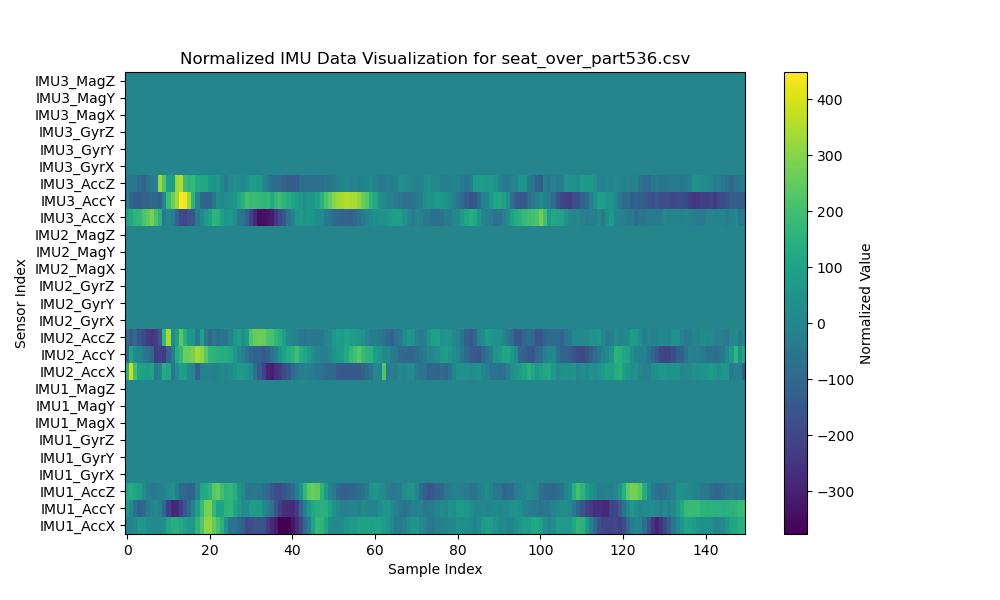 Normalized IMU Data Visualization for seat_over_part536.csv
IMU3_MagZ
IMU3_MagY
IMU3_MagX
IMU3_GyrZ
IMU3_GyrY
IMU3_GyrX
IMU3_AccZ
IMU3_AccY
IMU3_AccX
IMU2_MagZ
IMU2_MagY
IMU2_MagX
IMU2_GyrZ
IMU2_GyrY
IMU2_GyrX
IMU2_AccZ
IMU2_AccY
IMU2_AccX
IMU1_MagZ
IMU1_MagY
IMU1_MagX
IMU1_GyrZ
IMU1_GyrY
IMU1_GyrX
IMU1_AccZ
IMU1_AccY
IMU1_AccX
Sensor Index
0 20 40 60 80 100 120 140
Sample Index
400
300
200
100
0
−100
−200
−300
Normalized Value